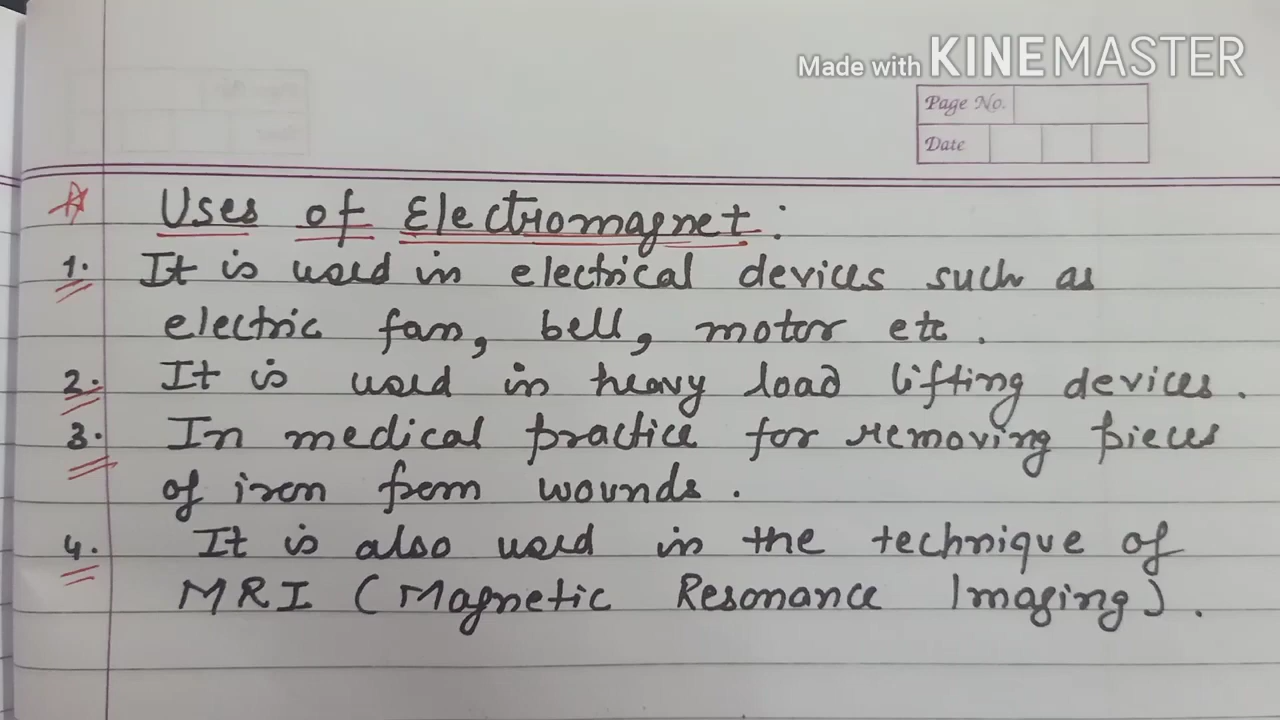 Made with KINEMASTER
Page No.
Date
Uses of Electromagnet :
1. It is used in electrical devices such as
electric fan, bell, motor etc .
2. It is used in heavy load lifting devices .
3. In medical practice for removing pieces
of iron from wounds .
4. It is also used in the technique of
MRI (Magnetic Resonance Imaging) .